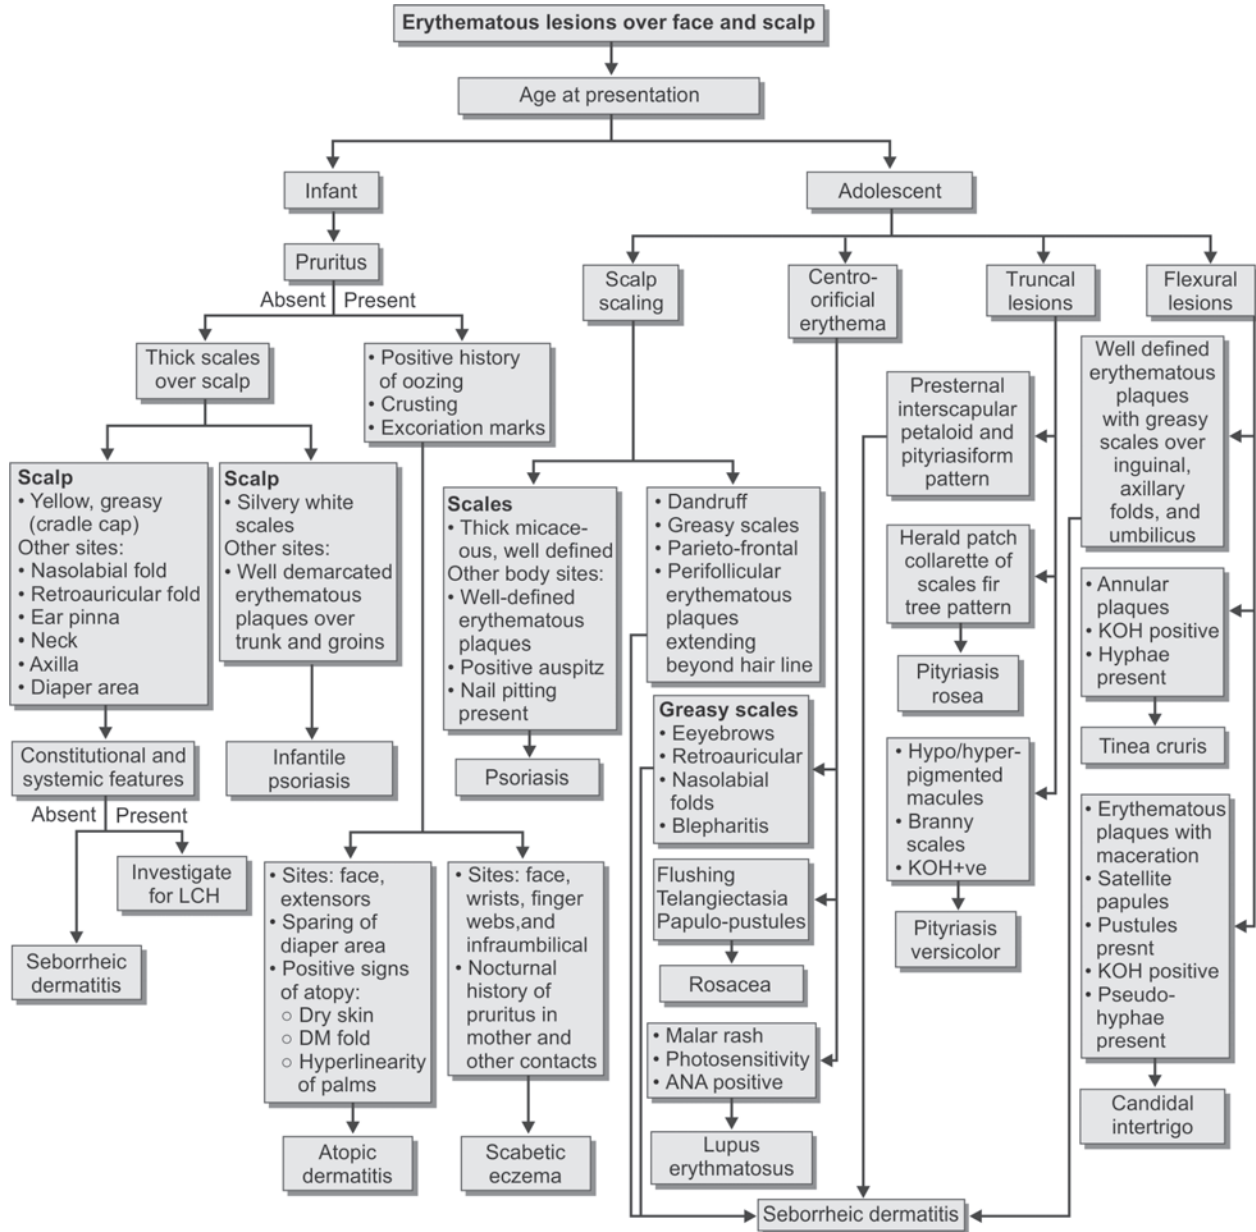 Erythematous lesions over face and scalp
Age at presentation
Infant
Pruritus
Absent
Present
Thick scales
over scalp
Scalp
• Yellow, greasy
(cradle cap)
Other sites:
• Nasolabial fold
• Retroauricular fold
• Ear pinna
• Neck
• Axilla
• Diaper area
Constitutional and
systemic features
Absent
Present
Seborrheic
dermatitis
Investigate
for LCH
Scalp
• Silvery white
scales
Other sites:
• Well demarcated
erythematous
plaques over
trunk and groins
Infantile
psoriasis
• Positive history
of oozing
• Crusting
• Excoriation marks
• Sites: face,
extensors
• Sparing of
diaper area
• Positive signs
of atopy:
○ Dry skin
○ DM fold
○ Hyperlinearity
of palms
Atopic
dermatitis
• Sites: face,
wrists, finger
webs,and
infraumbilical
• Nocturnal
history of
pruritus in
mother and
other contacts
Scabetic
eczema
Adolescent
Scalp
scaling
Scales
• Thick micace-
ous, well defined
Other body sites:
• Well-defined
erythematous
plaques
• Positive auspitz
• Nail pitting
present
Psoriasis
• Dandruff
• Greasy scales
• Parieto-frontal
• Perifollicular
erythematous
plaques
extending
beyond hair line
Centro-
orificial
erythema
Greasy scales
• Eeyebrows
• Retroauricular
• Nasolabial
folds
• Blepharitis
Flushing
Telangiectasia
Papulo-pustules
Rosacea
• Malar rash
• Photosensitivity
• ANA positive
Lupus
erythmatosus
Truncal
lesions
Presternal
interscapular
petaloid and
pityriasiform
pattern
Herald patch
collarette of
scales fir
tree pattern
Pityriasis
rosea
• Hypo/hyper-
pigmented
macules
• Branny
scales
• KOH+ve
Pityriasis
versicolor
Flexural
lesions
Well defined
erythematous
plaques
with greasy
scales over
inguinal,
axillary
folds, and
umbilicus
• Annular
plaques
• KOH positive
• Hyphae
present
Tinea cruris
• Erythematous
plaques with
maceration
• Satellite
papules
• Pustules
presnt
• KOH positive
• Pseudo-
hyphae
present
Candidal
intertrigo
Seborrheic dermatitis